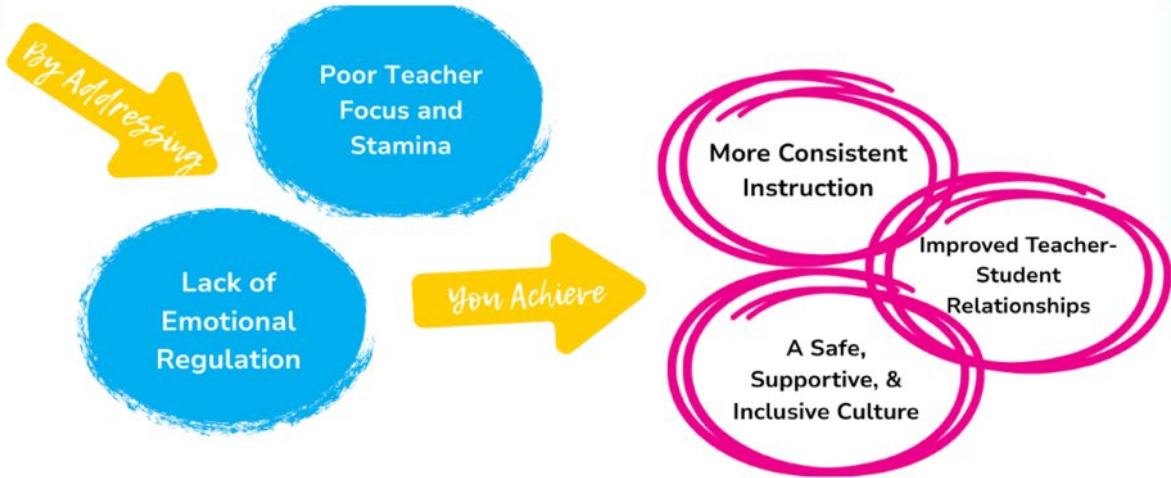 By Addressing
Poor Teacher
Focus and
Stamina
Lack of
Emotional
Regulation
You Achieve
More Consistent
Instruction
Improved Teacher-
Student
Relationships
A Safe,
Supportive, &
Inclusive Culture